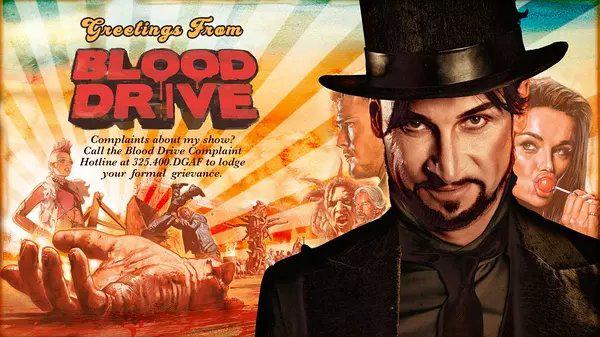 Greetings From
BLOOD
DRIVE
Complaints about my show?
Call the Blood Drive Complaint
Hotline at 325.400.DGAF to lodge
your formal grievance.